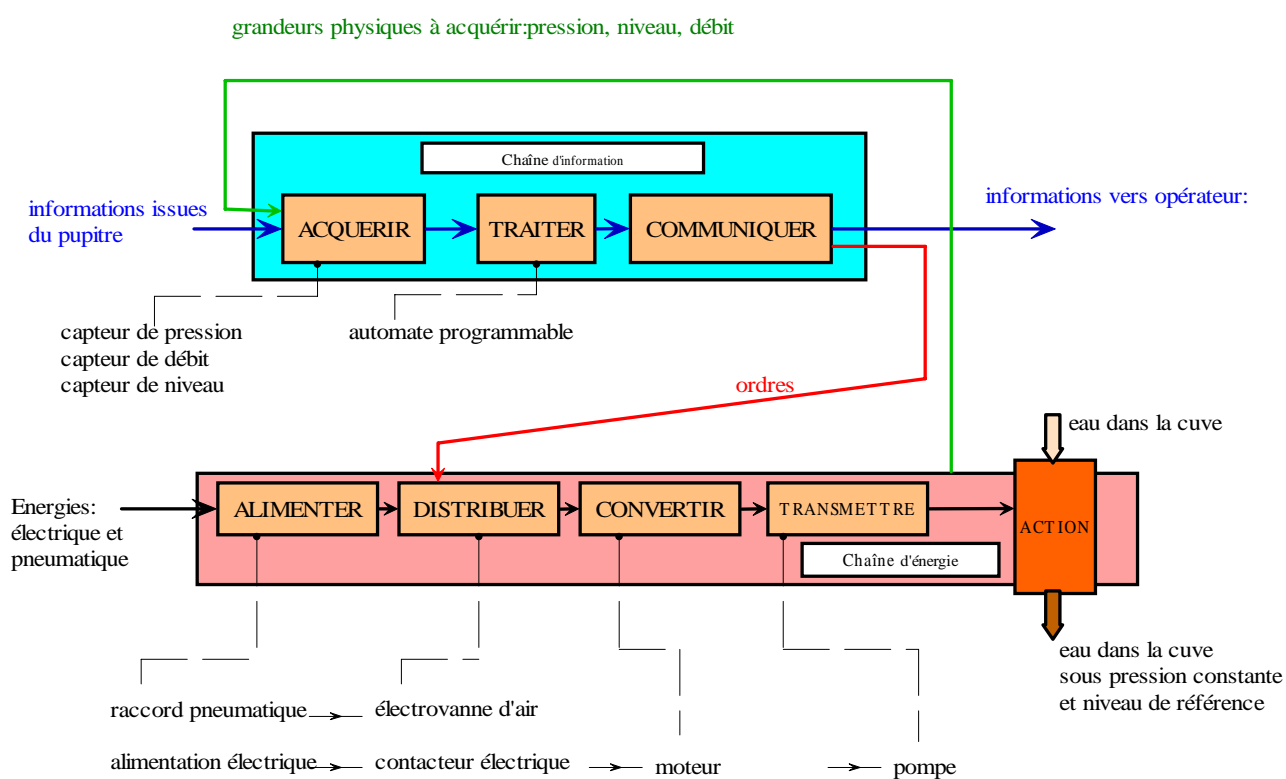 grandeurs physiques à acquérir:pression, niveau, débit
Chaîne d'information
informations issues
du pupitre
ACQUERIR
TRAITER
COMMUNIQUER
informations vers opérateur:
capteur de pression
capteur de débit
capteur de niveau
automate programmable
ordres
eau dans la cuve
Energies:
électrique et
pneumatique
ALIMENTER
DISTRIBUER
CONVERTIR
TRANSMETTRE
ACTION
Chaîne d'énergie
eau dans la cuve
sous pression constante
et niveau de référence
raccord pneumatique
électrovanne d'air
alimentation électrique
contacteur électrique
moteur
pompe